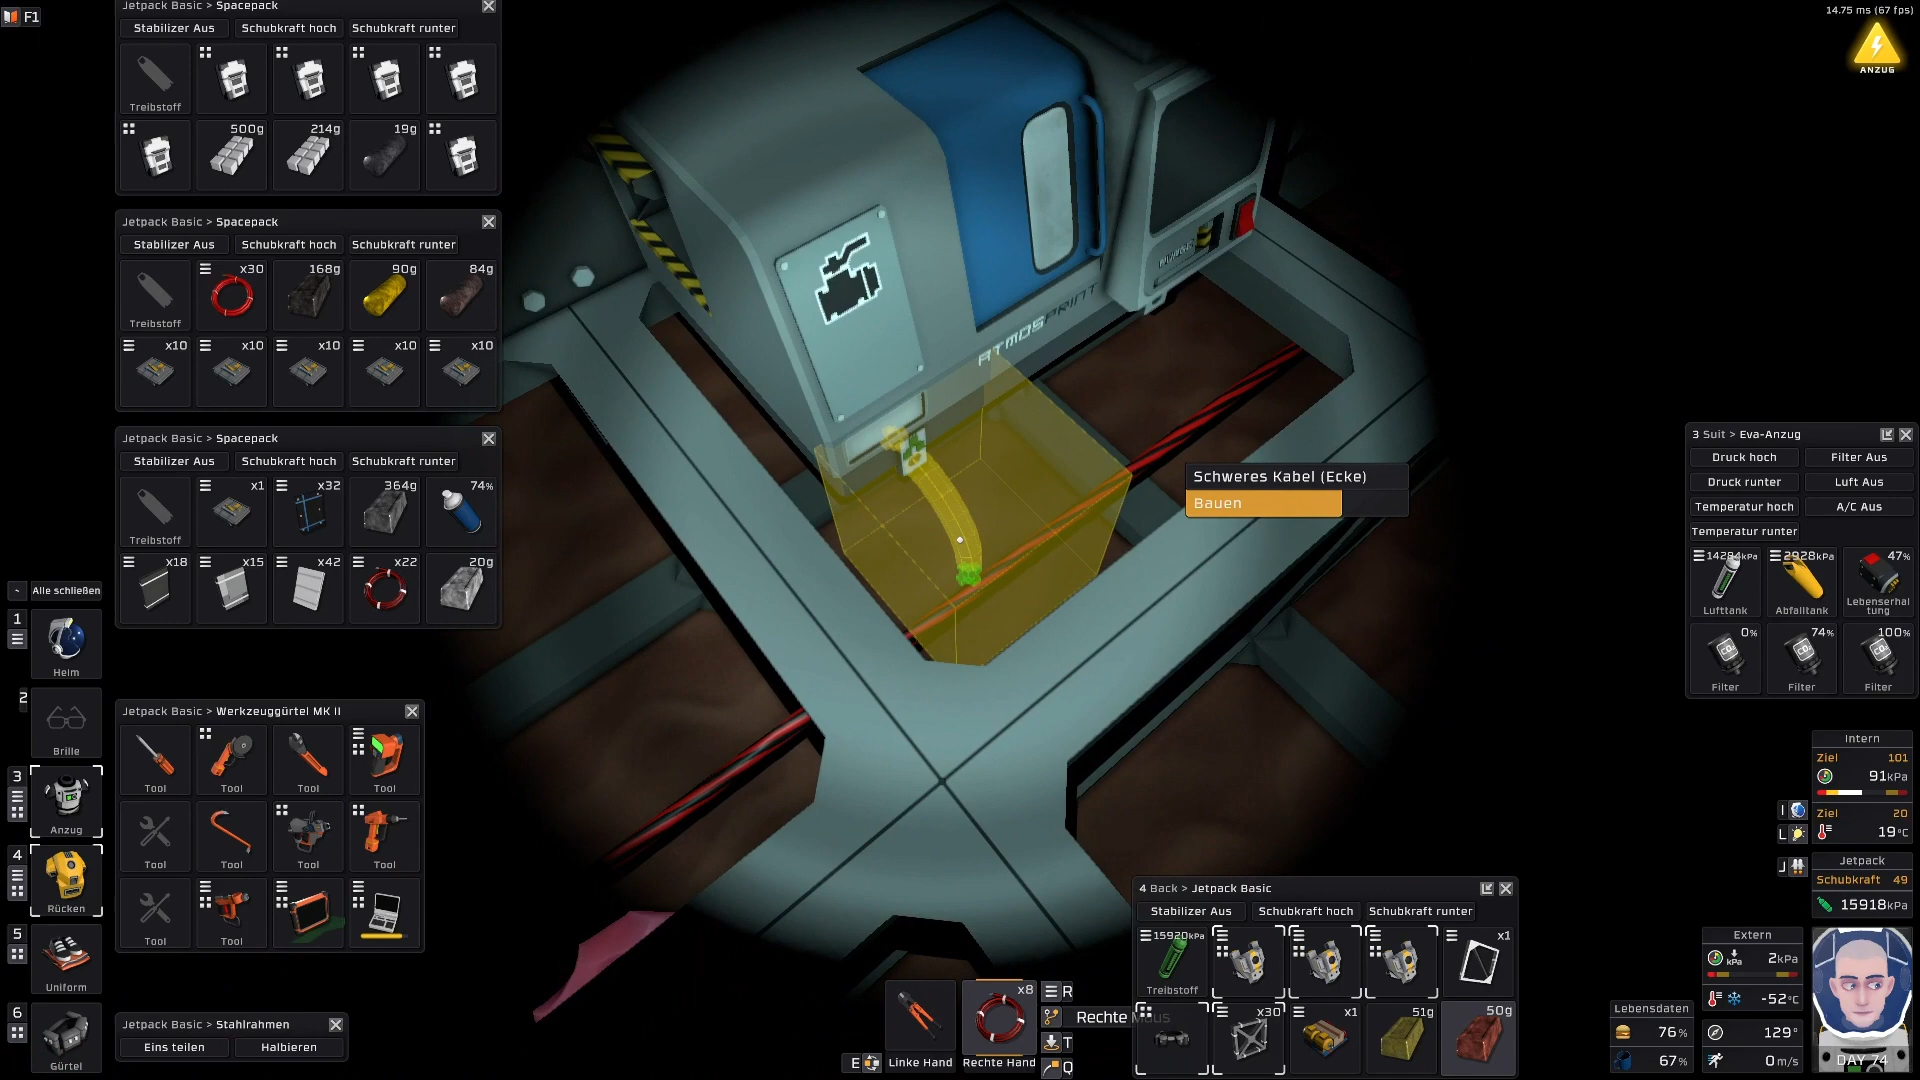 F1
14.75 ms (67 fps)
ANZUG
Jetpack Basic > Spacepack
Stabilizer Aus
Schubkraft hoch
Schubkraft runter
Treibstoff
500g
214g
19g
Jetpack Basic > Spacepack
Stabilizer Aus
Schubkraft hoch
Schubkraft runter
Treibstoff
x30
168g
90g
84g
x10
x10
x10
x10
x10
Jetpack Basic > Spacepack
Stabilizer Aus
Schubkraft hoch
Schubkraft runter
Treibstoff
x1
x32
364g
74%
x18
x15
x42
x22
20g
ATMOSPRINT
Schweres Kabel (Ecke)
Bauen
~
Alle schließen
1
Helm
2
Brille
3
Anzug
4
Rücken
5
Uniform
6
Gürtel
Jetpack Basic > Werkzeuggürtel MK II
Tool
Tool
Tool
Tool
Tool
Tool
Tool
Tool
Tool
Tool
Tool
Tool
Jetpack Basic > Stahlrahmen
Eins teilen
Halbieren
E
Linke Hand
x8
Rechte Hand
R
Rechte Maus
T
Q
4 Back > Jetpack Basic
Stabilizer Aus
Schubkraft hoch
Schubkraft runter
15920kPa
Treibstoff
x1
x30
x1
51g
50g
3 Suit > Eva-Anzug
Druck hoch
Filter Aus
Druck runter
Luft Aus
Temperatur hoch
A/C Aus
Temperatur runter
14284kPa
Lufttank
2928kPa
Abfalltank
47%
Lebenserhaltung
0%
Filter
74%
Filter
100%
Filter
Intern
Ziel 101
91kPa
Ziel 20
19°C
I
L
J
Jetpack
Schubkraft 49
15918kPa
Extern
kPa
2kPa
-52°C
129°
0m/s
Lebensdaten
76%
67%
DAY 74